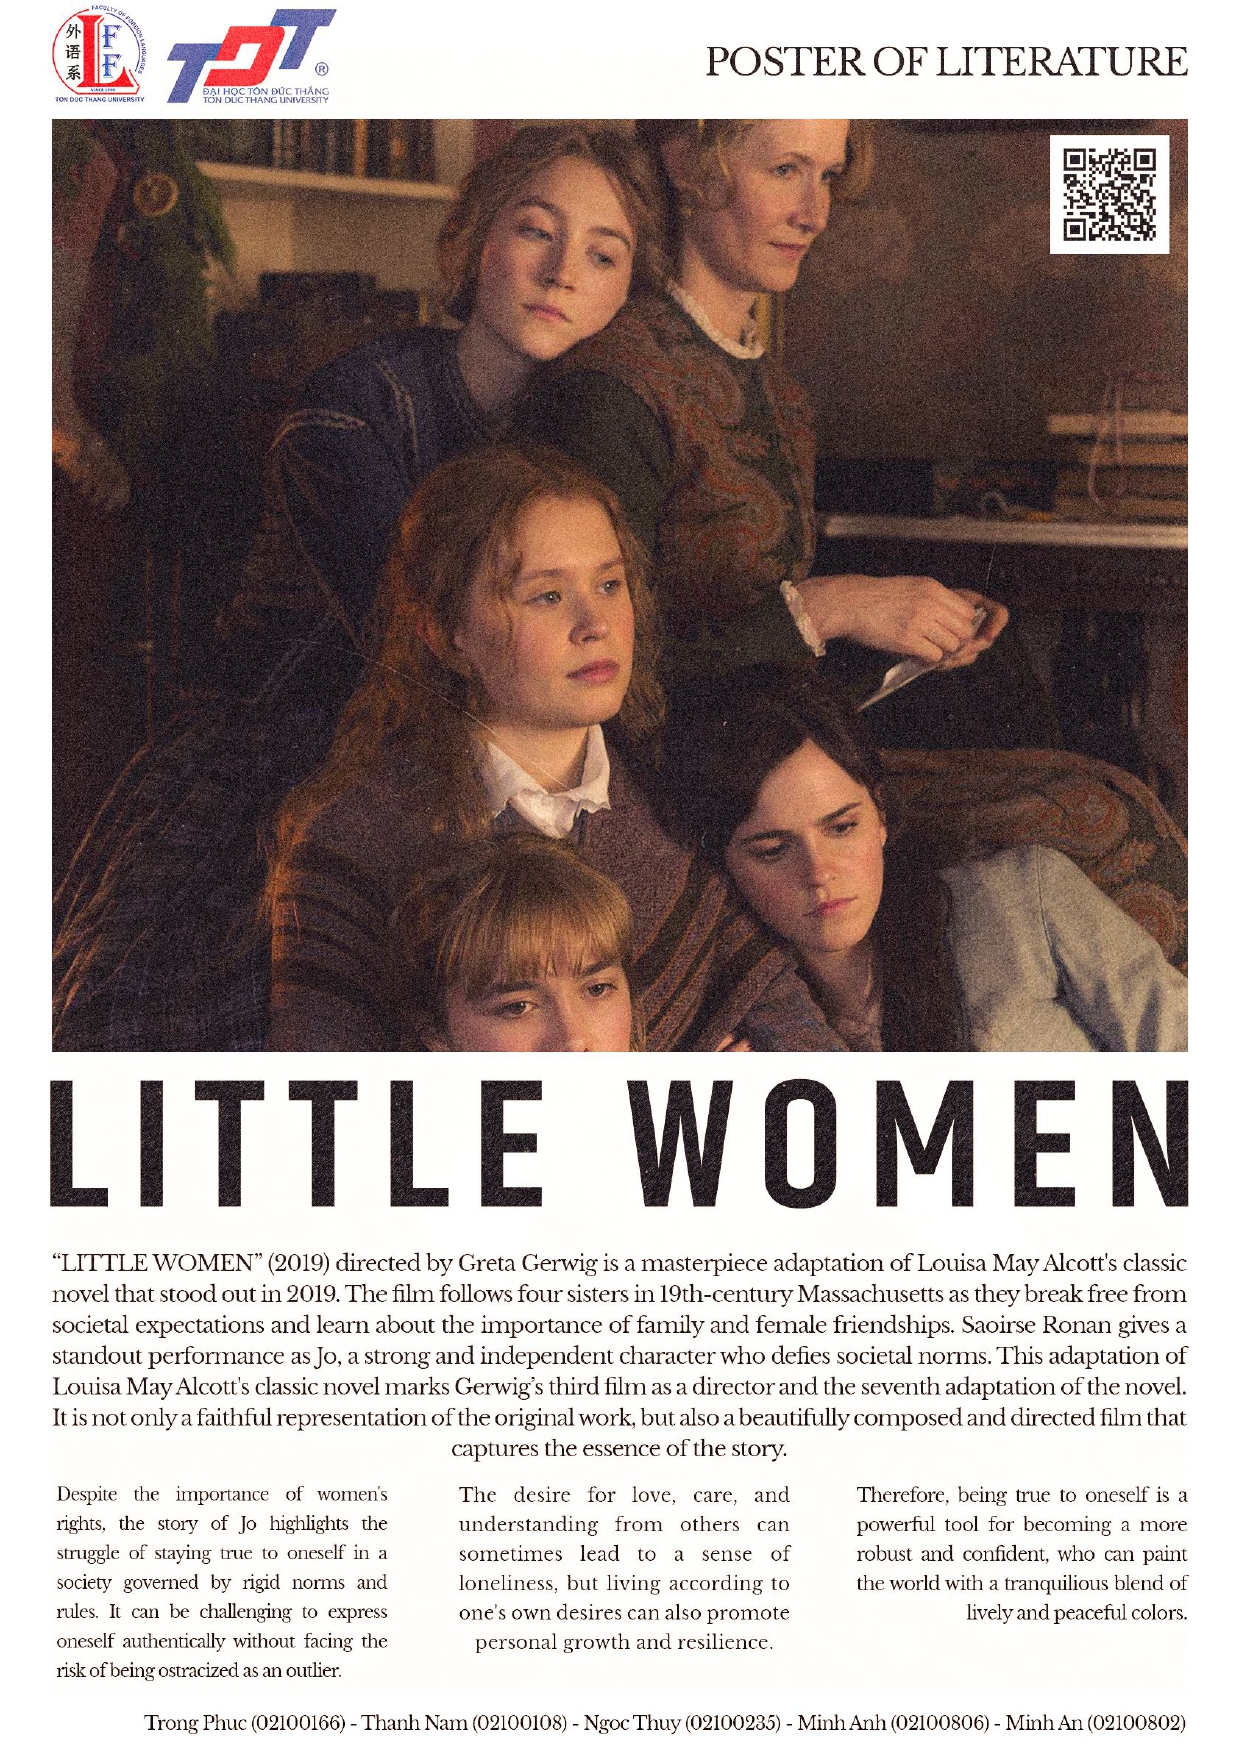 FACULTY OF FOREIGN LANGUAGES
外
语
系
L
F
F
SINCE 1998
TON DUC THANG UNIVERSITY
TDT®
ĐẠI HỌC TÔN ĐỨC THẮNG
TON DUC THANG UNIVERSITY
POSTER OF LITERATURE
LITTLE WOMEN
“LITTLE WOMEN” (2019) directed by Greta Gerwig is a masterpiece adaptation of Louisa May Alcott's classic
novel that stood out in 2019. The film follows four sisters in 19th-century Massachusetts as they break free from
societal expectations and learn about the importance of family and female friendships. Saoirse Ronan gives a
standout performance as Jo, a strong and independent character who defies societal norms. This adaptation of
Louisa May Alcott's classic novel marks Gerwig’s third film as a director and the seventh adaptation of the novel.
It is not only a faithful representation of the original work, but also a beautifully composed and directed film that
captures the essence of the story.
Despite the importance of women's
rights, the story of Jo highlights the
struggle of staying true to oneself in a
society governed by rigid norms and
rules. It can be challenging to express
oneself authentically without facing the
risk of being ostracized as an outlier.
The desire for love, care, and
understanding from others can
sometimes lead to a sense of
loneliness, but living according to
one's own desires can also promote
personal growth and resilience.
Therefore, being true to oneself is a
powerful tool for becoming a more
robust and confident, who can paint
the world with a tranquilious blend of
lively and peaceful colors.
Trong Phuc (02100166) - Thanh Nam (02100108) - Ngoc Thuy (02100235) - Minh Anh (02100806) - Minh An (02100802)